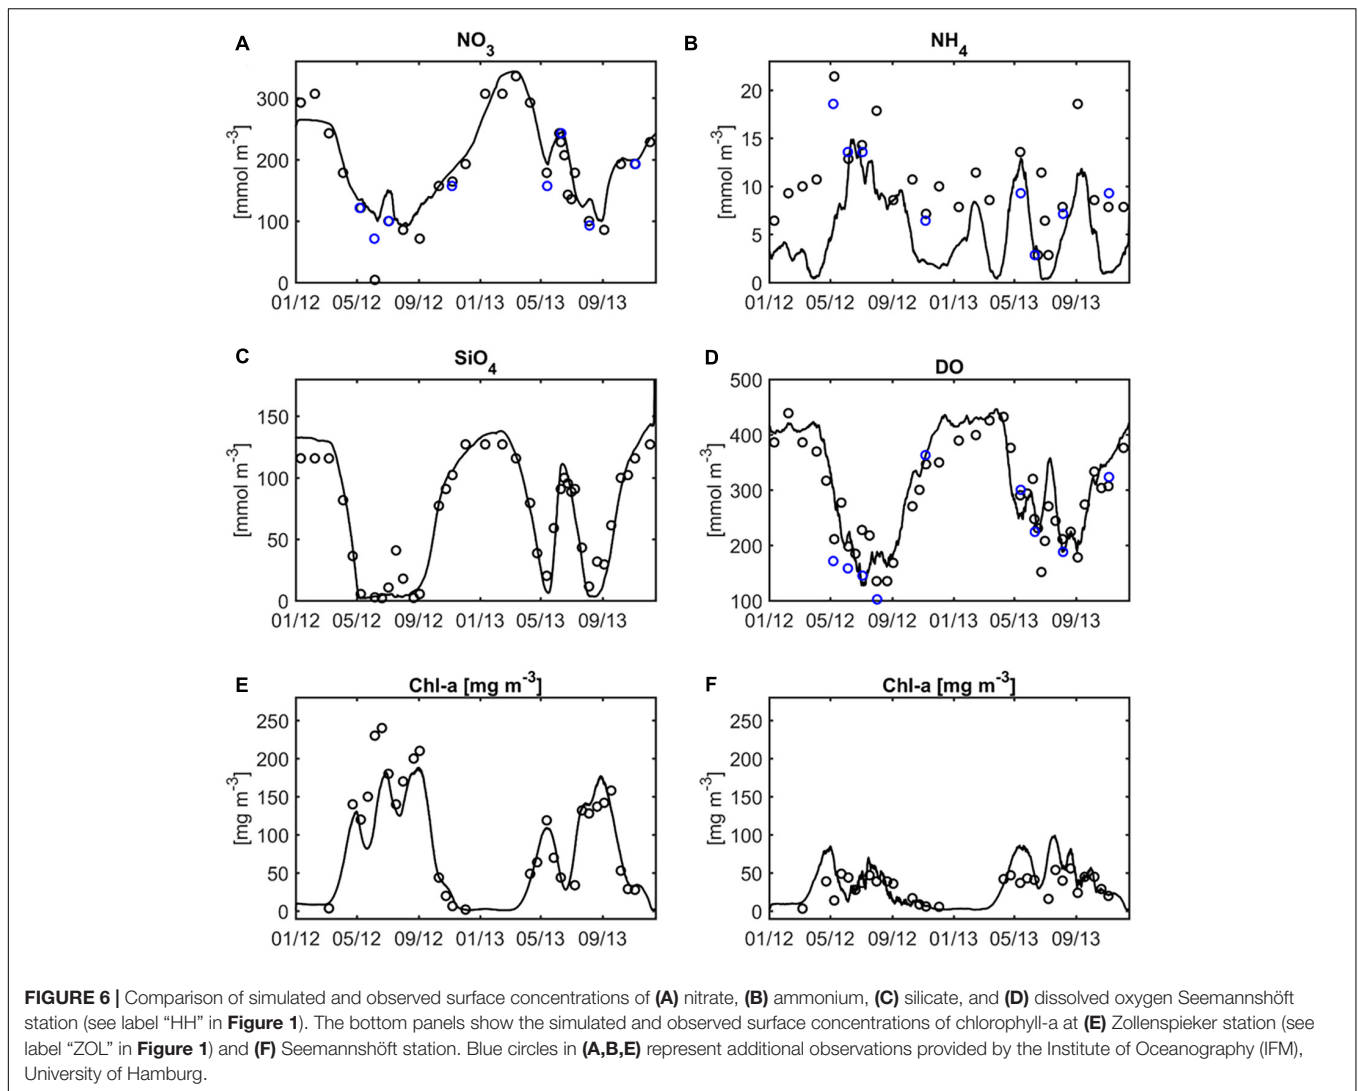 A
NO3
[mmol m-3]
300
200
100
0
01/12 05/12 09/12 01/13 05/13 09/13
B
NH4
[mmol m-3]
20
15
10
5
0
01/12 05/12 09/12 01/13 05/13 09/13
C
SiO4
[mmol m-3]
150
100
50
0
01/12 05/12 09/12 01/13 05/13 09/13
D
DO
[mmol m-3]
500
400
300
200
100
01/12 05/12 09/12 01/13 05/13 09/13
E
Chl-a [mg m-3]
[mg m-3]
250
200
150
100
50
0
01/12 05/12 09/12 01/13 05/13 09/13
F
Chl-a [mg m-3]
[mg m-3]
250
200
150
100
50
0
01/12 05/12 09/12 01/13 05/13 09/13
FIGURE 6 | Comparison of simulated and observed surface concentrations of (A) nitrate, (B) ammonium, (C) silicate, and (D) dissolved oxygen Seemannshöft
station (see label “HH” in Figure 1). The bottom panels show the simulated and observed surface concentrations of chlorophyll-a at (E) Zollenspieker station (see
label “ZOL” in Figure 1) and (F) Seemannshöft station. Blue circles in (A,B,E) represent additional observations provided by the Institute of Oceanography (IFM),
University of Hamburg.